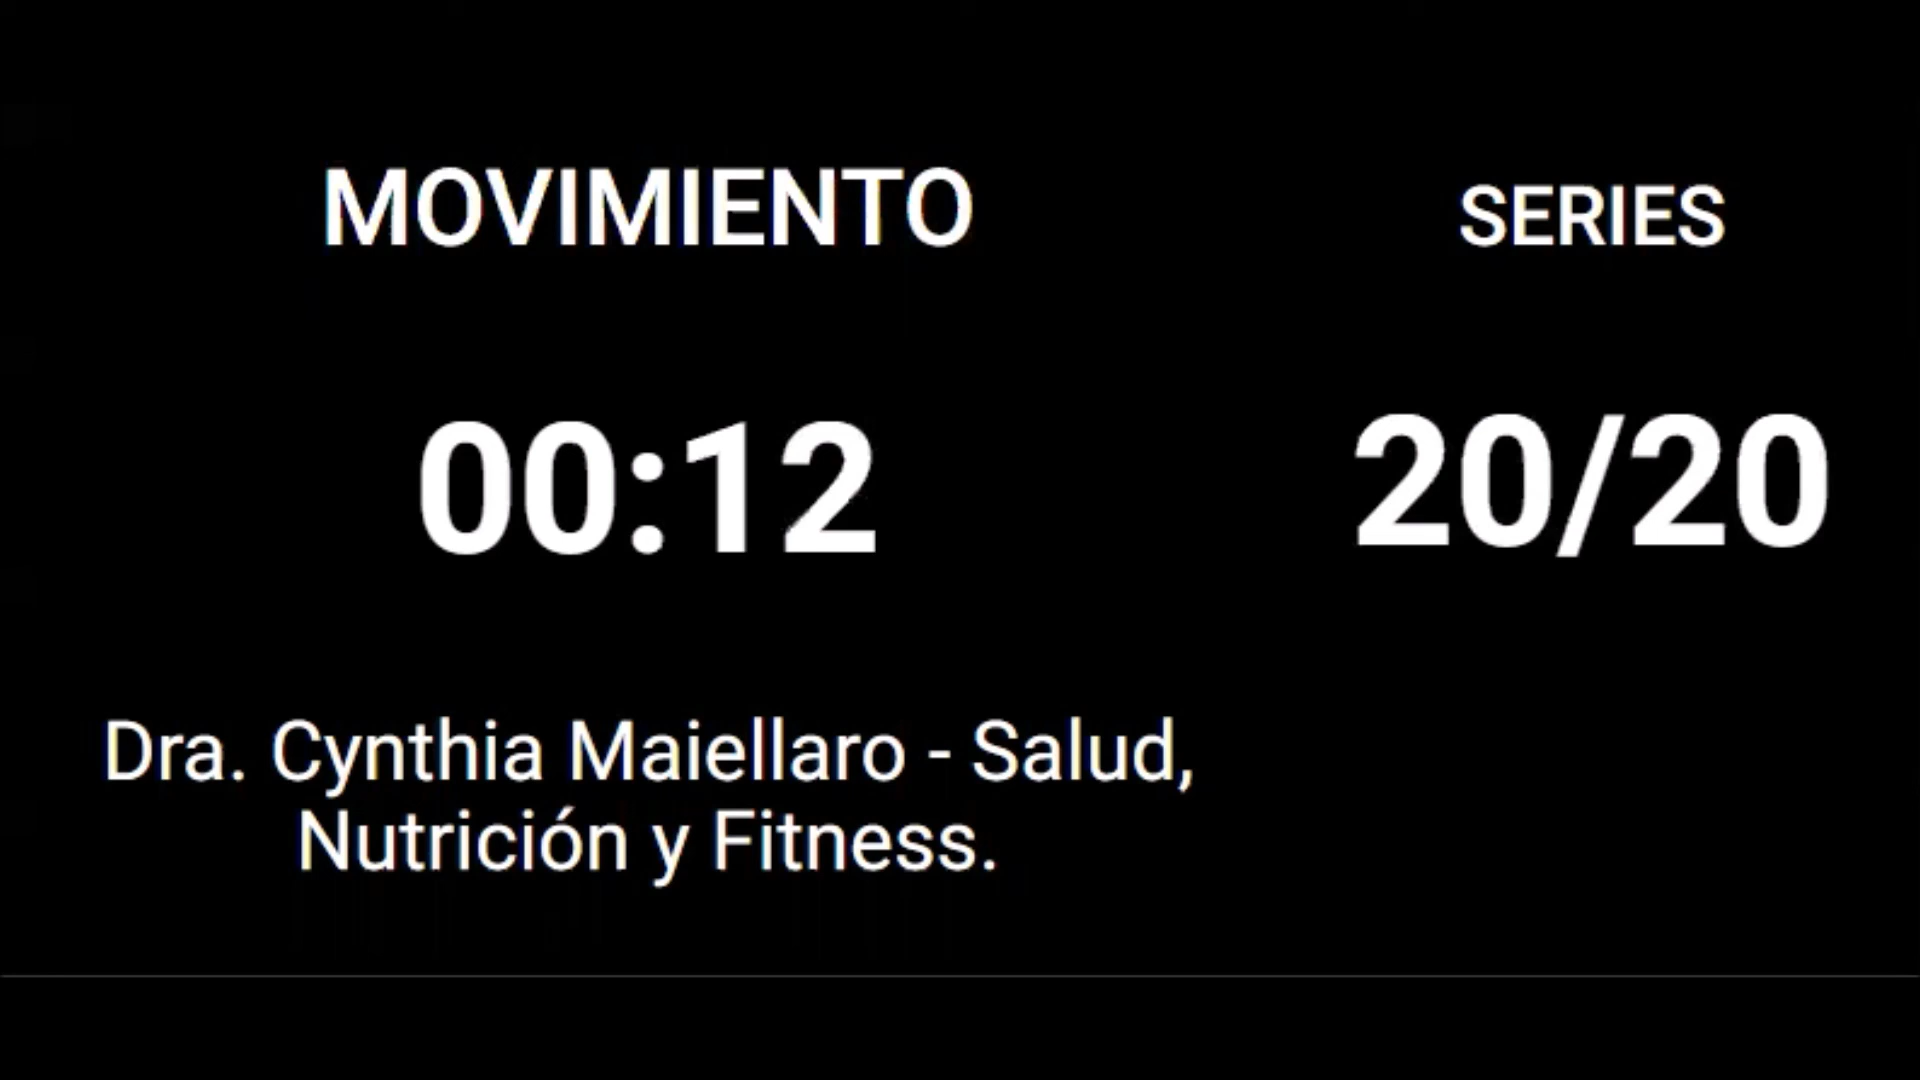 MOVIMIENTO
SERIES
00:12
20/20
Dra. Cynthia Maiellaro - Salud,
Nutrición y Fitness.